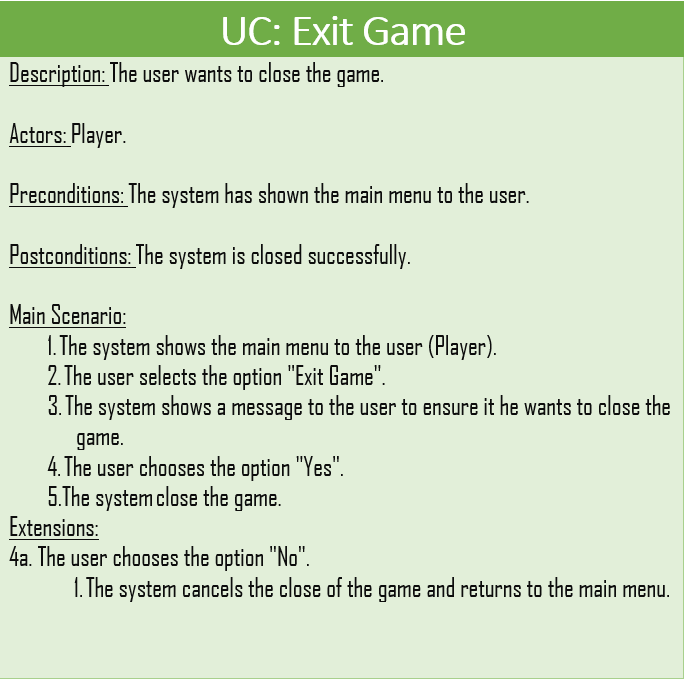 UC: Exit Game
Description: The user wants to close the game.
Actors: Player.
Preconditions: The system has shown the main menu to the user.
Postconditions: The system is closed successfully.
Main Scenario:
1. The system shows the main menu to the user (Player).
2. The user selects the option "Exit Game".
3. The system shows a message to the user to ensure it he wants to close the
game.
4. The user chooses the option "Yes".
5.The system close the game.
Extensions:
4a. The user chooses the option "No".
1. The system cancels the close of the game and returns to the main menu.